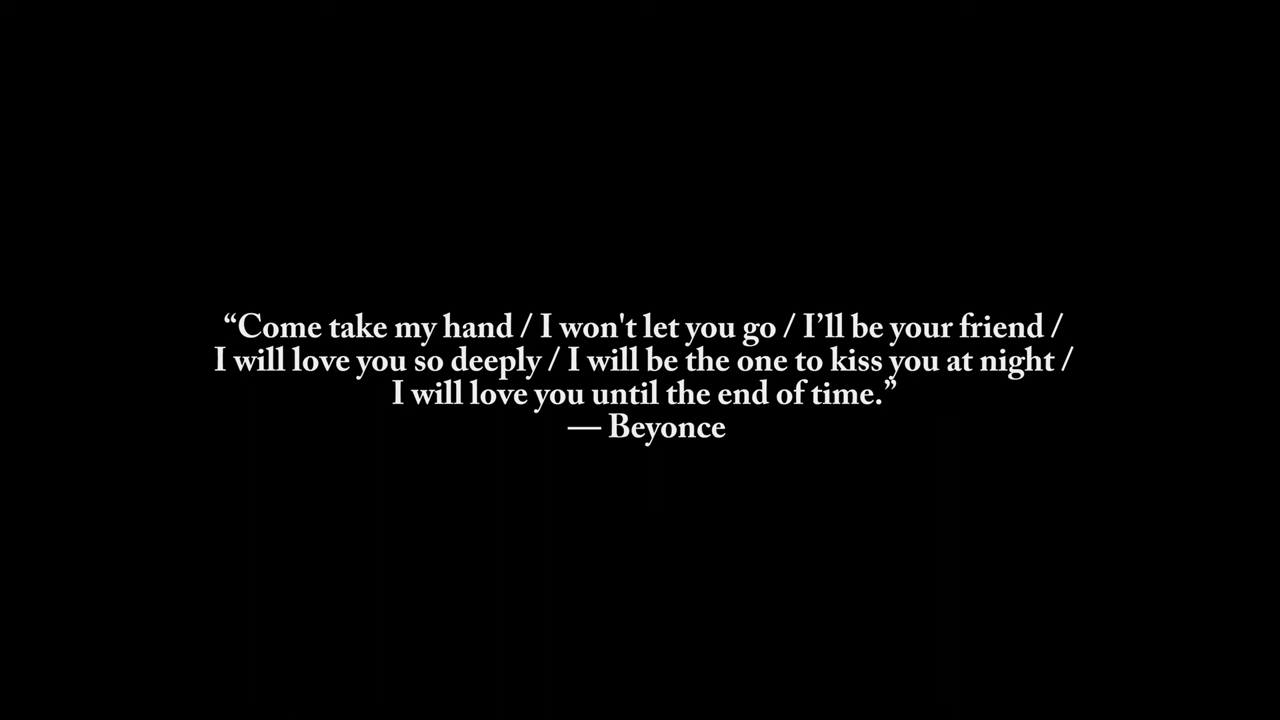 “Come take my hand / I won't let you go / I’ll be your friend /
I will love you so deeply / I will be the one to kiss you at night /
I will love you until the end of time.”
— Beyonce